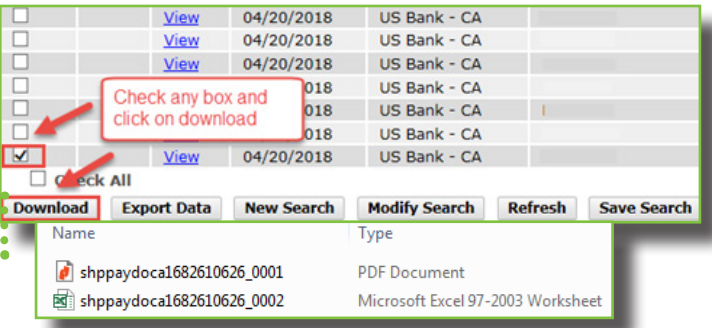 View 04/20/2018 US Bank - CA
View 04/20/2018 US Bank - CA
View 04/20/2018 US Bank - CA
018 US Bank - CA
018 US Bank - CA
018 US Bank - CA
Check any box and
click on download
View 04/20/2018 US Bank - CA
Check All
Download Export Data New Search Modify Search Refresh Save Search
Name Type
shppaydoca1682610626_0001 PDF Document
shppaydoca1682610626_0002 Microsoft Excel 97-2003 Worksheet